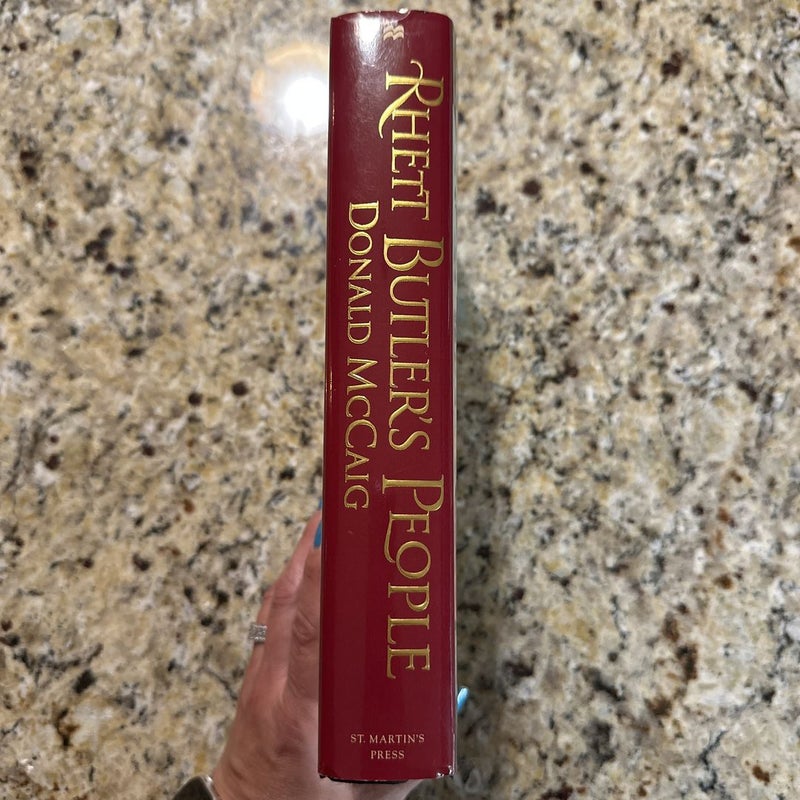 RHETT BUTLER'S PEOPLE
DONALD MCCAIG
ST. MARTIN'S
PRESS